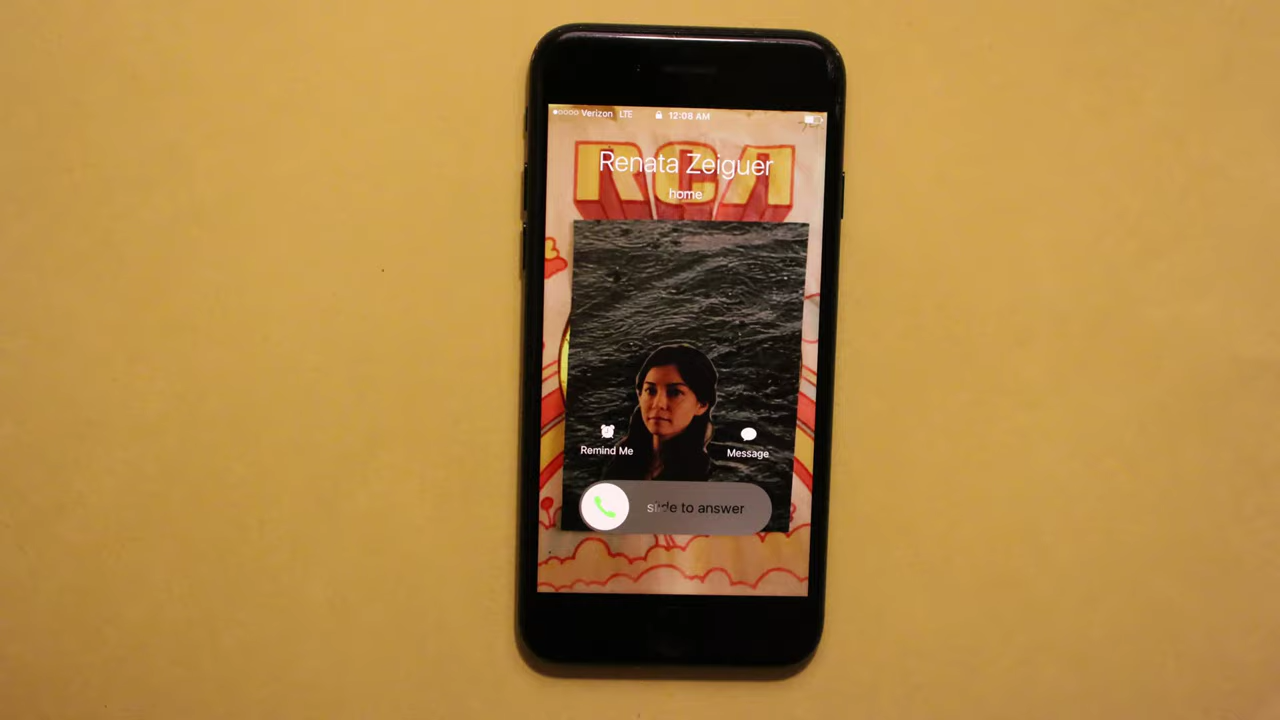 Verizon LTE 12:08 AM
RCA
Renata Zeiguer
home
Remind Me Message
slide to answer